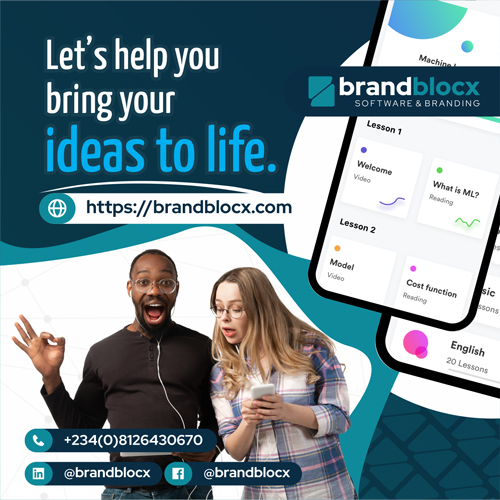 Let's help you
bring your
ideas to life.
https://brandblocx.com
brandblocx
SOFTWARE & BRANDING
Lesson 1
Welcome
Video
What is ML?
Reading
Lesson 2
Model
Video
Cost function
Reading
English
20 Lessons
+234(0)8126430670
@brandblocx
@brandblocx